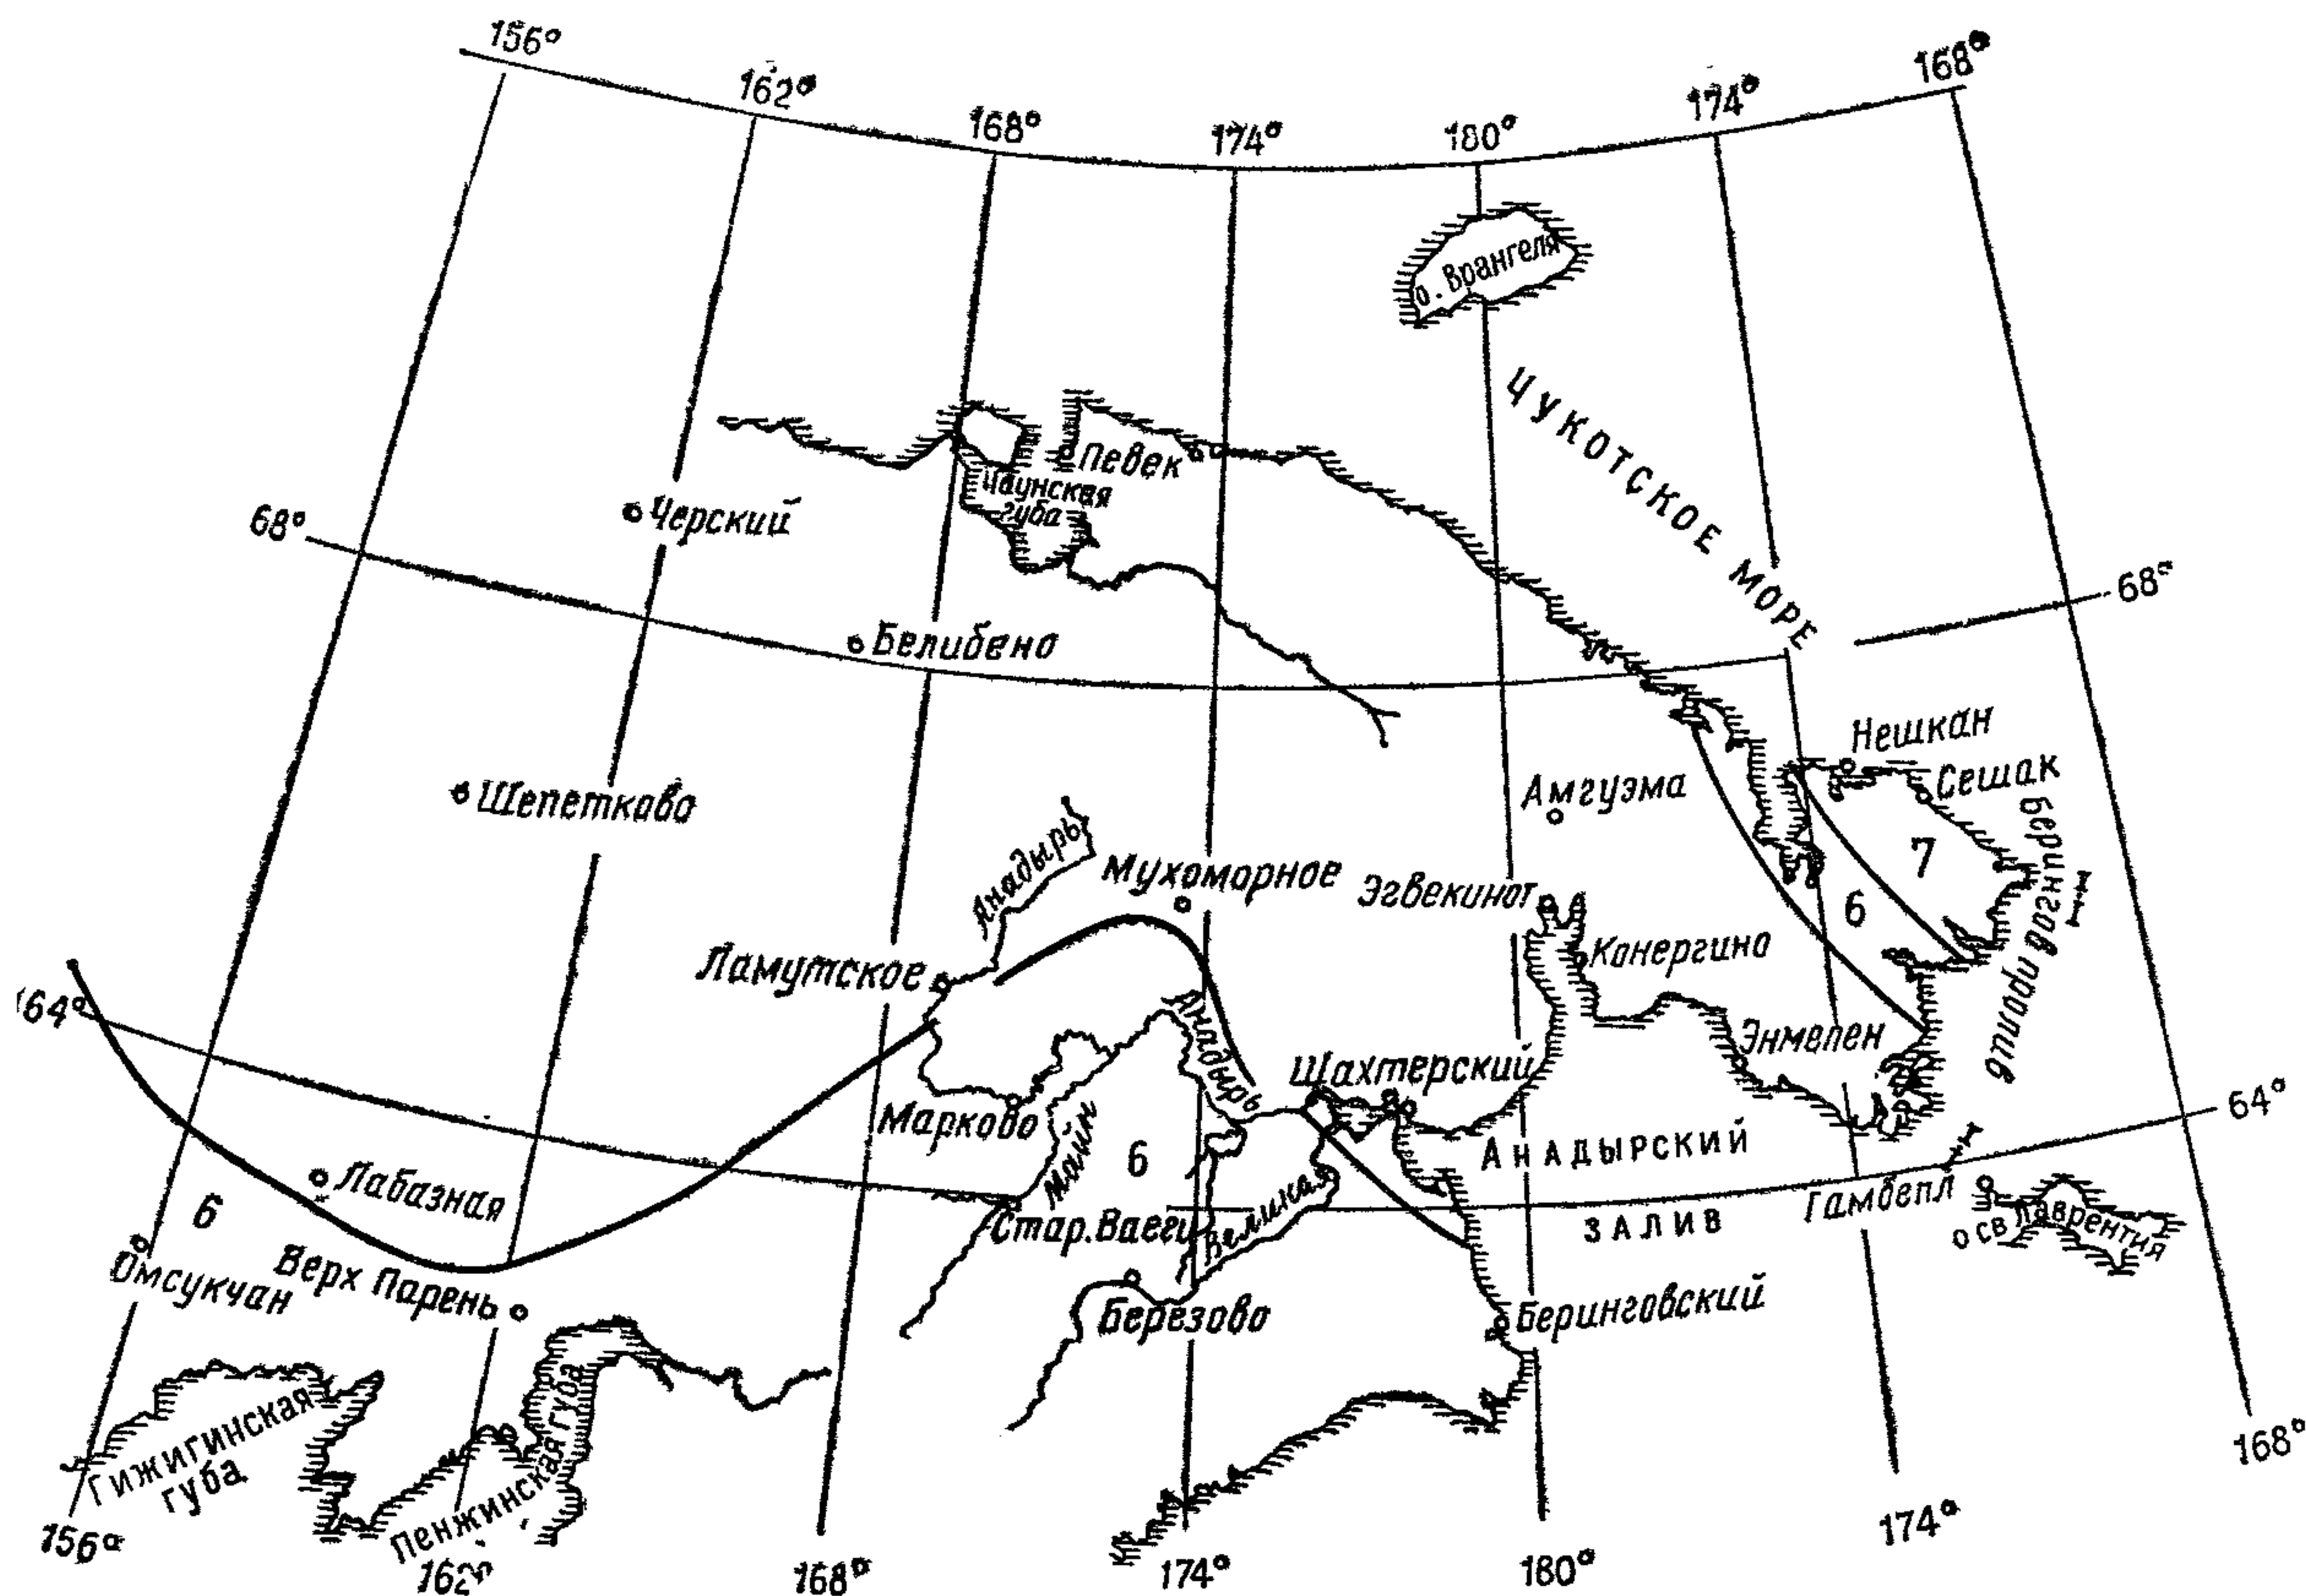 156°
162°
168°
174°
180°
174°
168°
о. Врангеля
ЧУКОТСКОЕ МОРЕ
Певек
Чаунская
губа
Черский
68°
68°
Белибено
Нешкан
Сешак
Амгуэма
Шепетково
Берингов пролив
7
6
Анадырь
Мухоморное
Эгвекинот
Канергино
Ламутское
64°
Анадырь
Энмелен
Шахтерский
64°
Марково
Майн
6
АНАДЫРСКИЙ
ЗАЛИВ
Гамбелл
о св Лаврентия
Лабазная
6
Стар. Ваеги
Великая
Омсукчан
Верх Парень
Березово
Беринговский
Гижигинская
губа
Пенжинская губа
156°
162°
168°
174°
180°
174°
168°